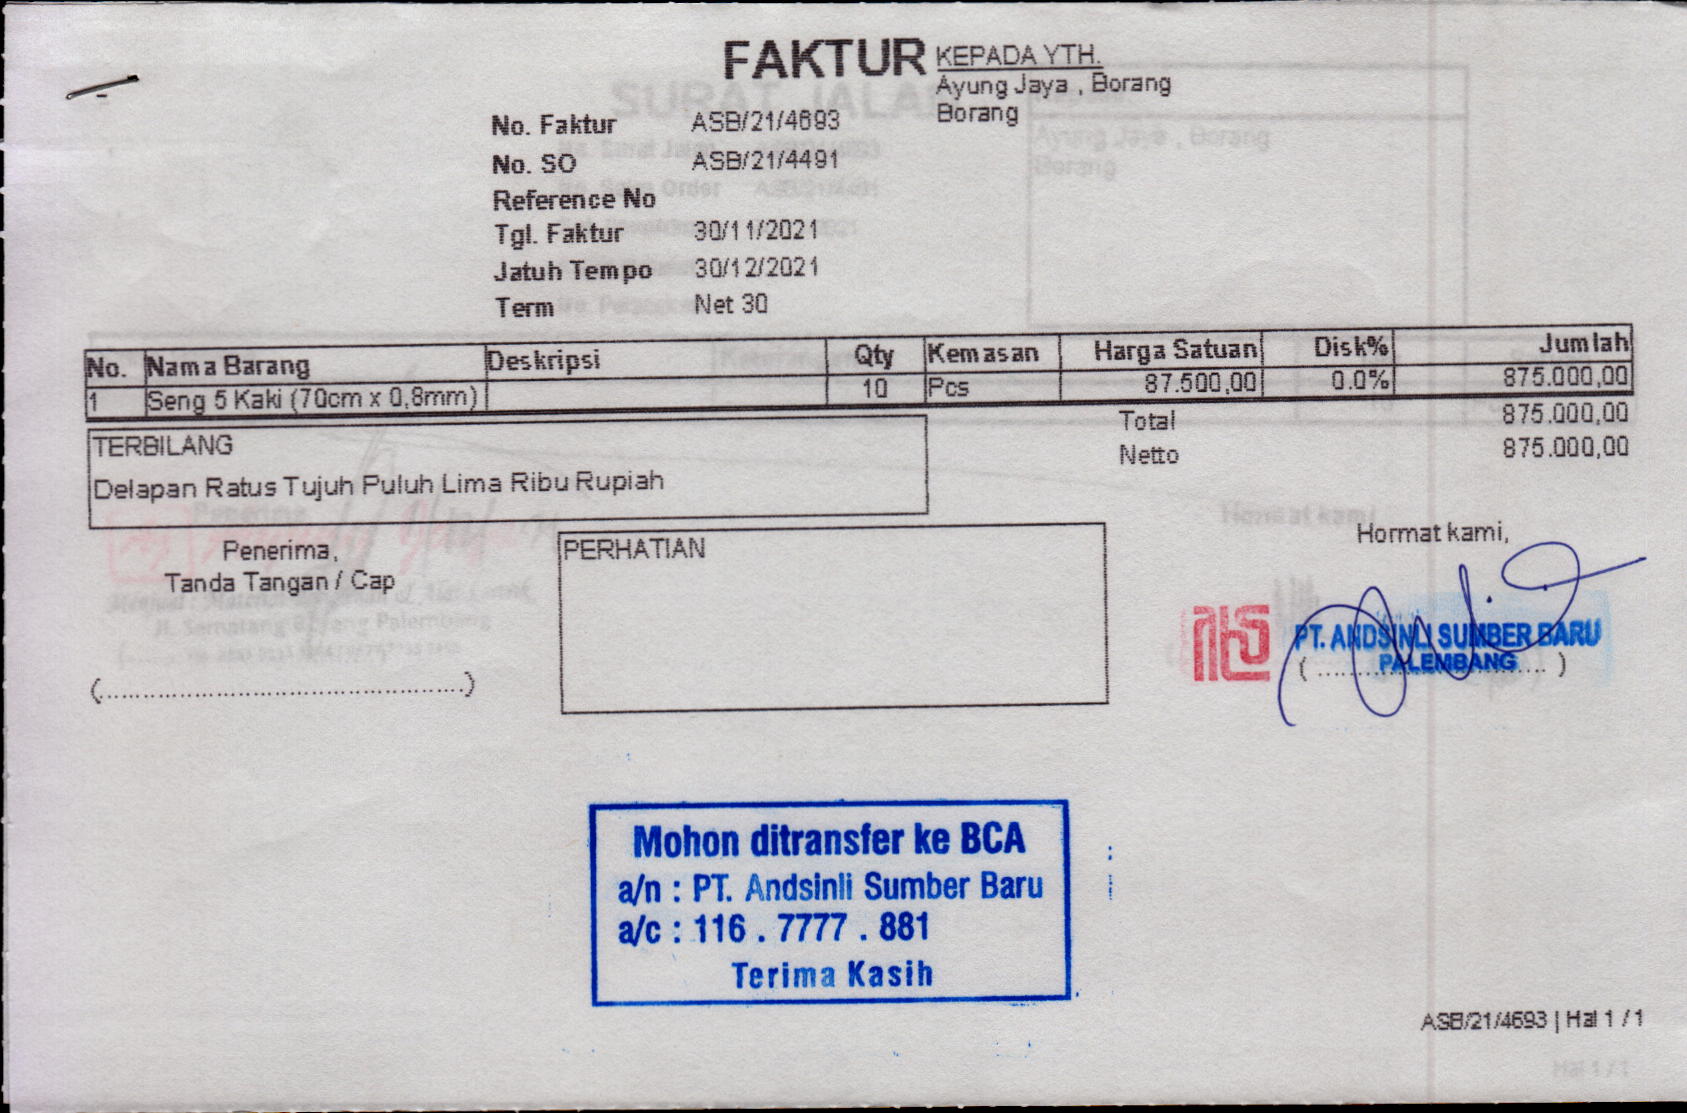 FAKTUR
KEPADA YTH.
Ayung Jaya , Borang
Borang
No. Faktur ASB/21/4693
No. SO ASB/21/4491
Reference No
Tgl. Faktur 30/11/2021
Jatuh Tempo 30/12/2021
Term Net 30
No. Nama Barang Deskripsi Qty Kemasan Harga Satuan Disk% Jumlah
1 Seng 5 Kaki (70cm x 0,8mm) 10 Pcs 87.500,00 0.0% 875.000,00
Total 875.000,00
Netto 875.000,00
TERBILANG
Delapan Ratus Tujuh Puluh Lima Ribu Rupiah
Penerima,
Tanda Tangan / Cap
(................................................)
PERHATIAN
Hormat kami,
PT. ANDSINLI SUMBER BARU
PALEMBANG
( .............................. )
Mohon ditransfer ke BCA
a/n : PT. Andsinli Sumber Baru
a/c : 116 . 7777 . 881
Terima Kasih
ASB/21/4693 | Hal 1 / 1